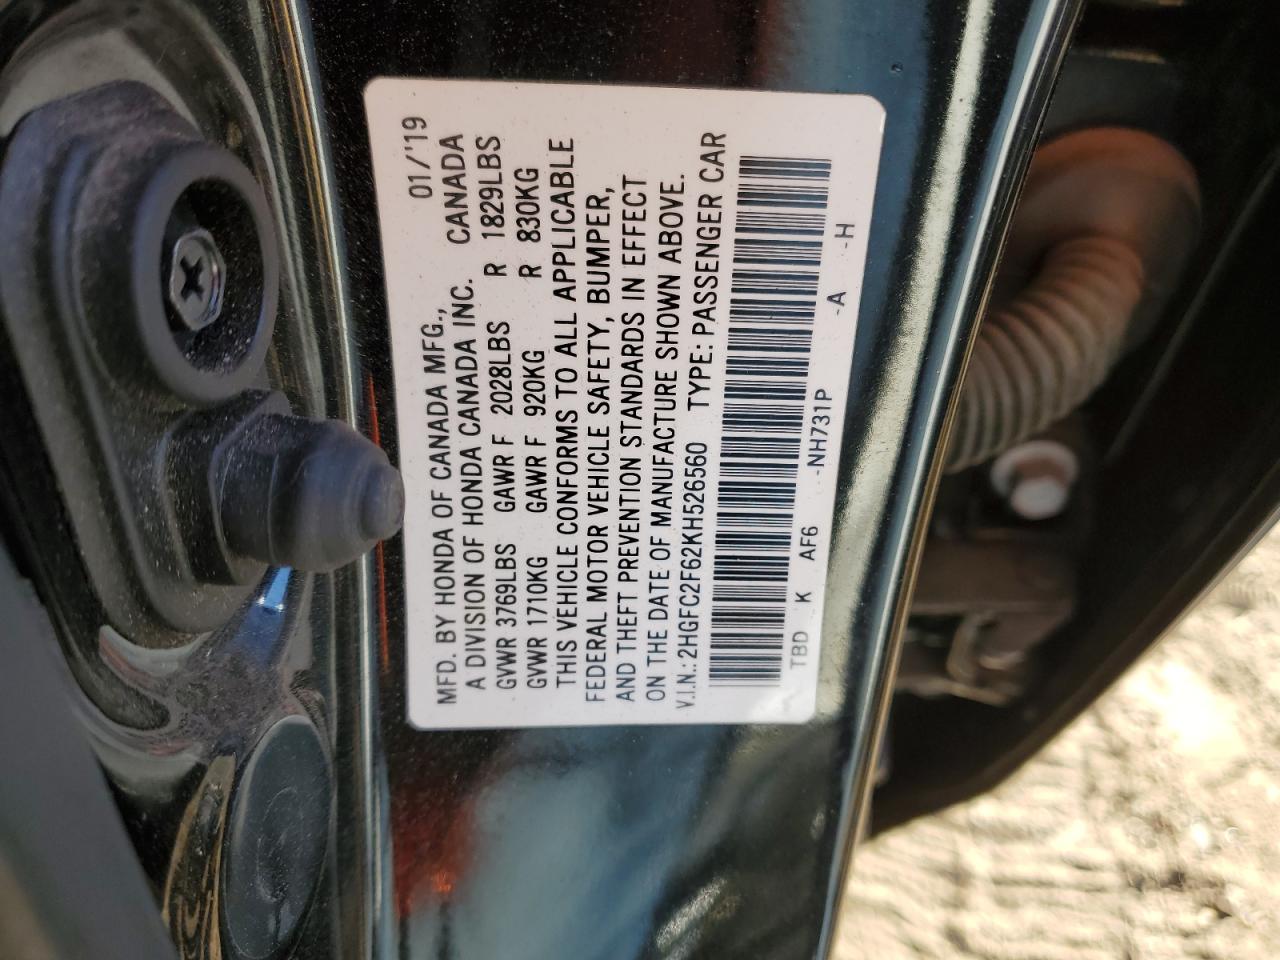 MFD. BY HONDA OF CANADA MFG., 01/'19
A DIVISION OF HONDA CANADA INC. CANADA
GVWR 3769LBS GAWR F 2028LBS R 1829LBS
GVWR 1710KG GAWR F 920KG R 830KG
THIS VEHICLE CONFORMS TO ALL APPLICABLE
FEDERAL MOTOR VEHICLE SAFETY, BUMPER,
AND THEFT PREVENTION STANDARDS IN EFFECT
ON THE DATE OF MANUFACTURE SHOWN ABOVE.
V.I.N.: 2HGFC2F62KH526560 TYPE: PASSENGER CAR
TBD K AF6 -NH731P -A -H